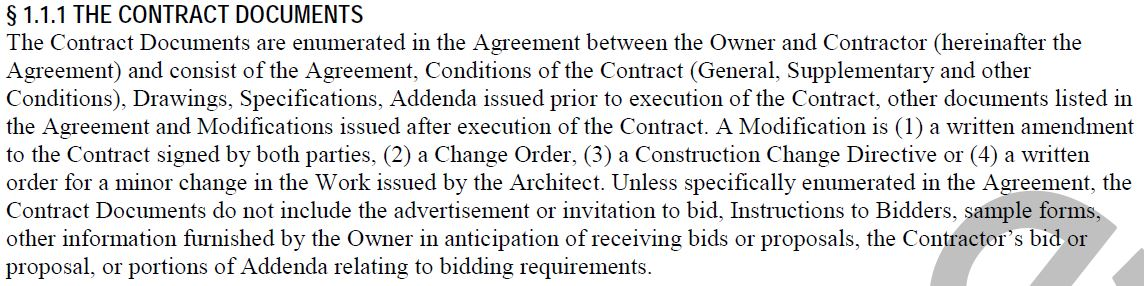 § 1.1.1 THE CONTRACT DOCUMENTS
The Contract Documents are enumerated in the Agreement between the Owner and Contractor (hereinafter the
Agreement) and consist of the Agreement, Conditions of the Contract (General, Supplementary and other
Conditions), Drawings, Specifications, Addenda issued prior to execution of the Contract, other documents listed in
the Agreement and Modifications issued after execution of the Contract. A Modification is (1) a written amendment
to the Contract signed by both parties, (2) a Change Order, (3) a Construction Change Directive or (4) a written
order for a minor change in the Work issued by the Architect. Unless specifically enumerated in the Agreement, the
Contract Documents do not include the advertisement or invitation to bid, Instructions to Bidders, sample forms,
other information furnished by the Owner in anticipation of receiving bids or proposals, the Contractor’s bid or
proposal, or portions of Addenda relating to bidding requirements.